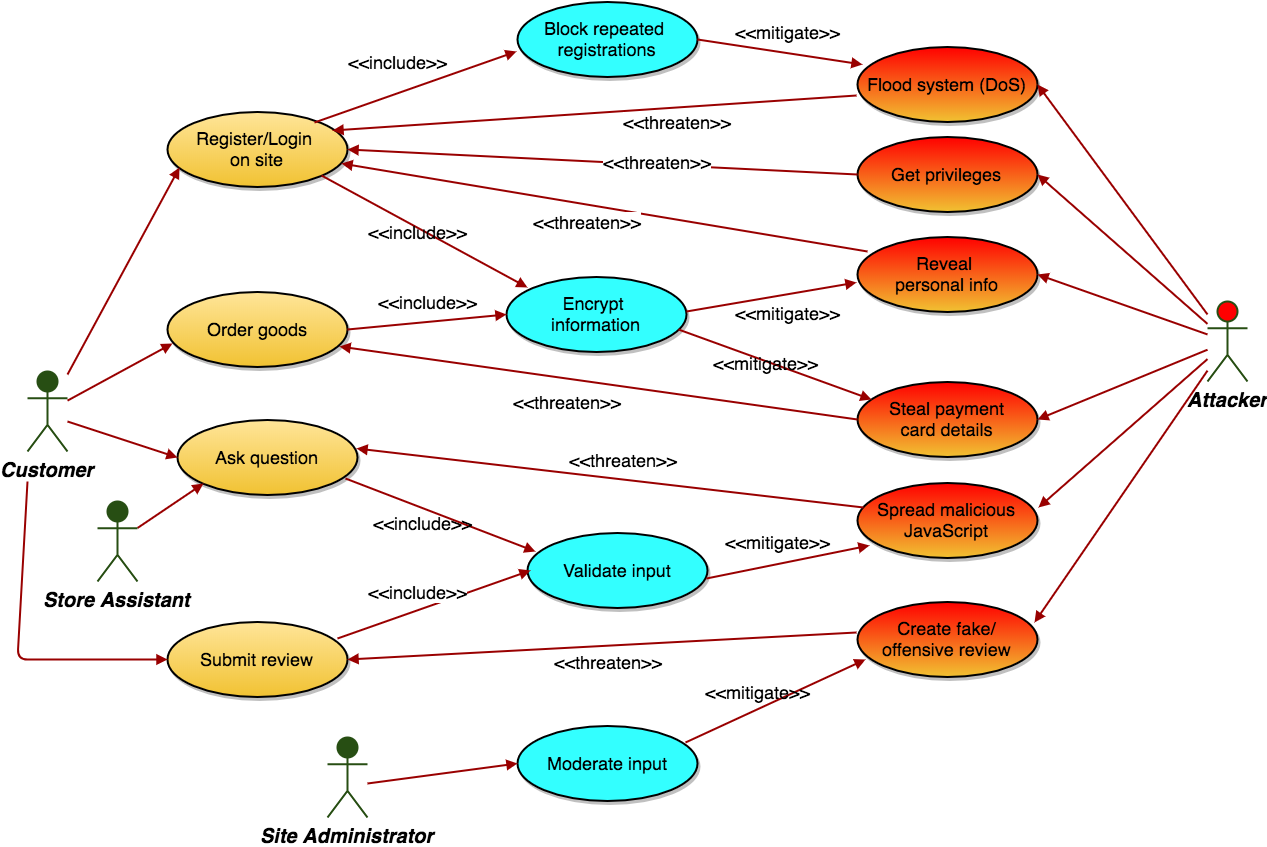 Block repeated
registrations
<<mitigate>>
<<include>>
Flood system (DoS)
<<threaten>>
Register/Login
on site
<<threaten>>
Get privileges
<<threaten>>
<<include>>
Reveal
personal info
<<include>>
Encrypt
information
<<mitigate>>
Order goods
<<mitigate>>
Attacker
<<threaten>>
Steal payment
card details
Customer
Ask question
<<threaten>>
Spread malicious
JavaScript
<<include>>
<<mitigate>>
Validate input
Store Assistant
<<include>>
Create fake/
offensive review
Submit review
<<threaten>>
<<mitigate>>
Moderate input
Site Administrator